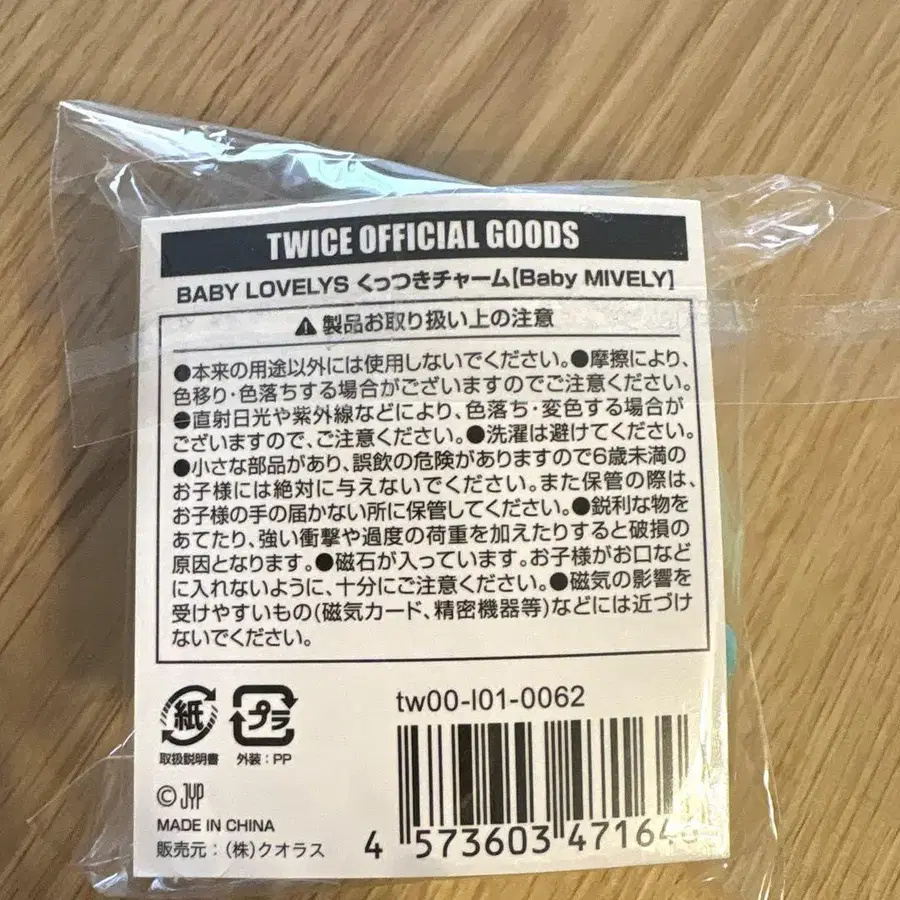 TWICE OFFICIAL GOODS
BABY LOVELYS くっつきチャーム【Baby MIVELY】
⚠ 製品お取り扱い上の注意
●本来の用途以外には使用しないでください。●摩擦により、
色移り・色落ちする場合がございますのでご注意ください。
●直射日光や紫外線などにより、色落ち・変色する場合が
ございますので、ご注意ください。●洗濯は避けてください。
●小さな部品があり、誤飲の危険がありますので6歳未満の
お子様には絶対に与えないでください。また保管の際は、
お子様の手の届かない所に保管してください。●鋭利な物を
あてたり、強い衝撃や過度の荷重を加えたりすると破損の
原因となります。●磁石が入っています。お子様がお口など
に入れないように、十分にご注意ください。●磁気の影響を
受けやすいもの(磁気カード、精密機器等)などには近づけ
ないでください。
紙 プラ
取扱説明書 外装：PP
tw00-I01-0062
© JYP
MADE IN CHINA
販売元：(株)クオラス
4 573603 47164